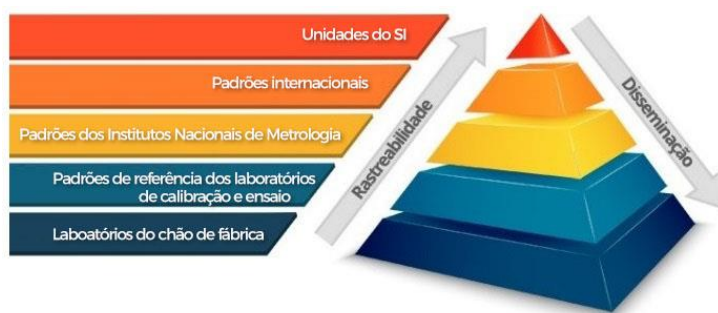 Unidades do SI
Padrões internacionais
Padrões dos Institutos Nacionais de Metrologia
Padrões de referência dos laboratórios
de calibração e ensaio
Laboatórios do chão de fábrica
Rastreabilidade
Disseminação